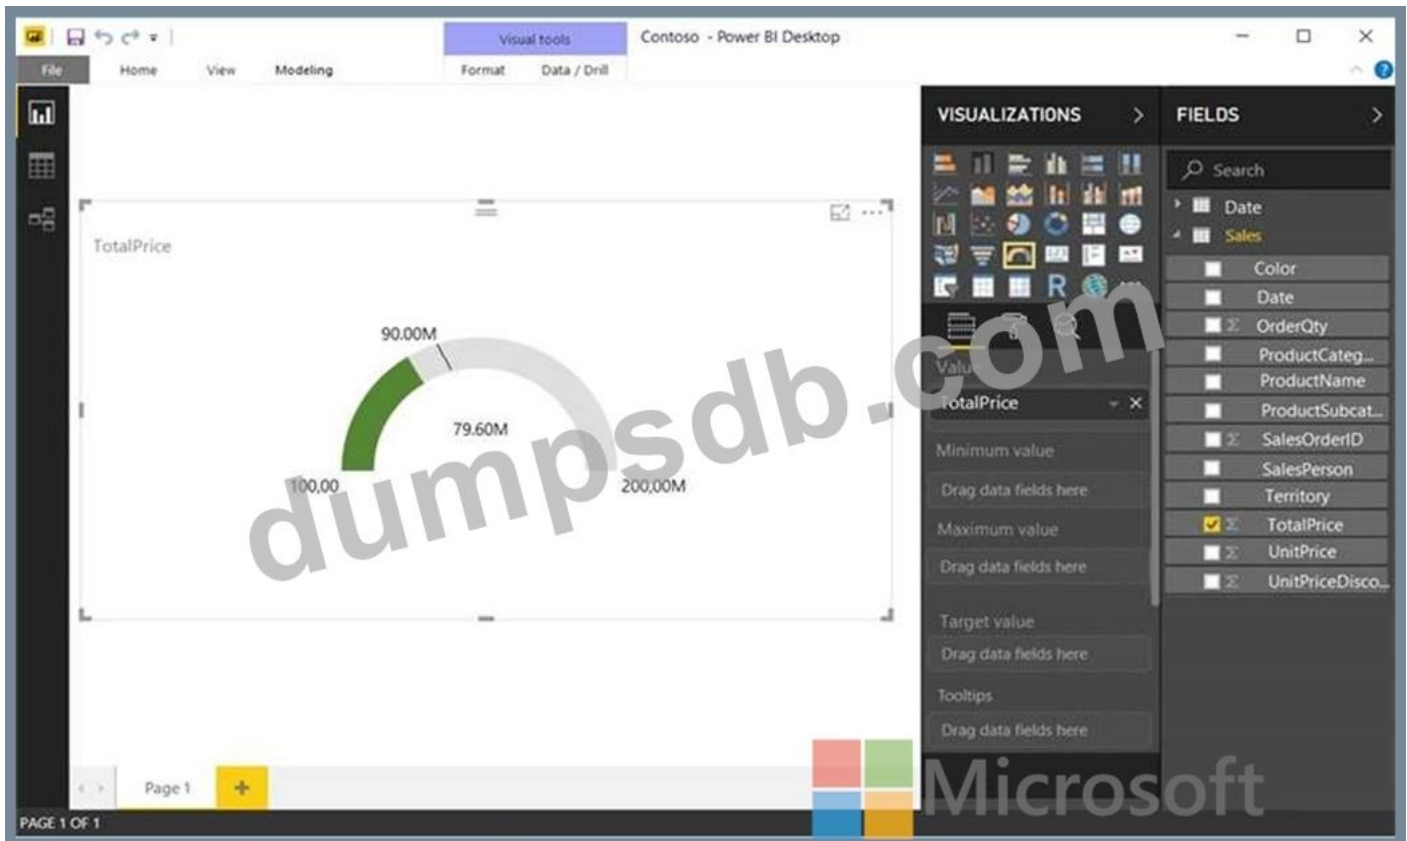 Visual tools
Contoso - Power BI Desktop
File Home View Modeling Format Data / Drill
?
VISUALIZATIONS
FIELDS
Search
Date
Sales
Color
Date
Σ OrderQty
ProductCateg...
ProductName
ProductSubcat...
Σ SalesOrderID
SalesPerson
Territory
Σ TotalPrice
Σ UnitPrice
Σ UnitPriceDisco...
R
Value
TotalPrice
Minimum value
Drag data fields here
Maximum value
Drag data fields here
Target value
Drag data fields here
Tooltips
Drag data fields here
TotalPrice
90.00M
79.60M
100,00
200,00M
dumpsdb.com
Page 1
+
PAGE 1 OF 1
Microsoft